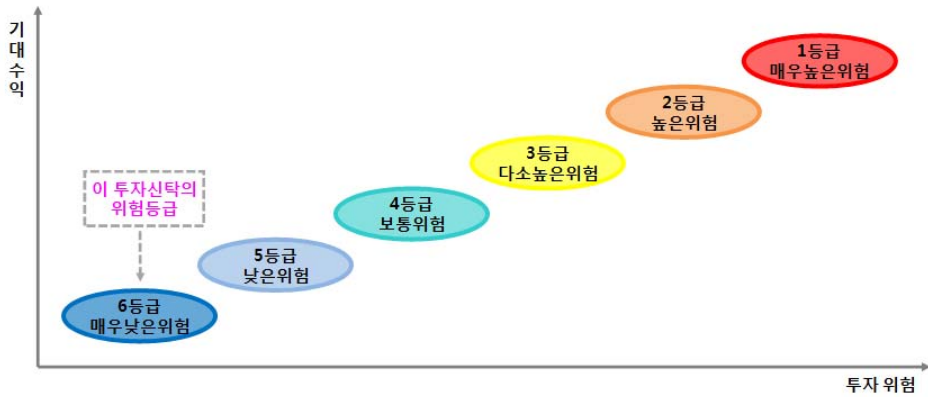 기
대
수
익
1등급
매우높은위험
2등급
높은위험
3등급
다소높은위험
이 투자신탁의
위험등급
4등급
보통위험
5등급
낮은위험
6등급
매우낮은위험
투자 위험